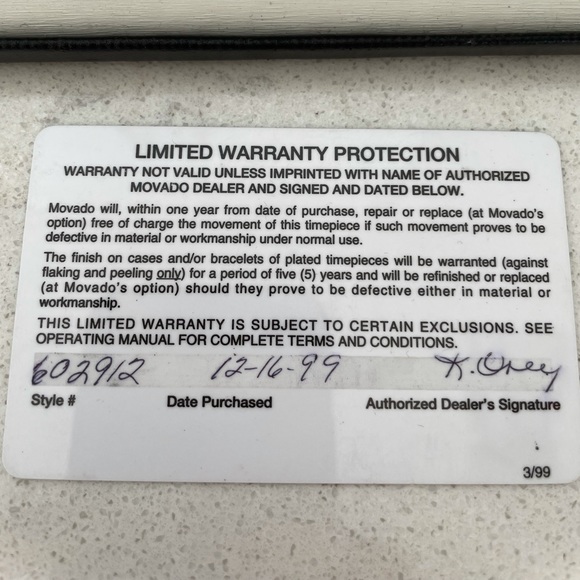 LIMITED WARRANTY PROTECTION
WARRANTY NOT VALID UNLESS IMPRINTED WITH NAME OF AUTHORIZED
MOVADO DEALER AND SIGNED AND DATED BELOW.
Movado will, within one year from date of purchase, repair or replace (at Movado's
option) free of charge the movement of this timepiece if such movement proves to be
defective in material or workmanship under normal use.
The finish on cases and/or bracelets of plated timepieces will be warranted (against
flaking and peeling only) for a period of five (5) years and will be refinished or replaced
(at Movado's option) should they prove to be defective either in material or
workmanship.
THIS LIMITED WARRANTY IS SUBJECT TO CERTAIN EXCLUSIONS. SEE
OPERATING MANUAL FOR COMPLETE TERMS AND CONDITIONS.
602912 12-16-99 K.
Style # Date Purchased Authorized Dealer's Signature
3/99